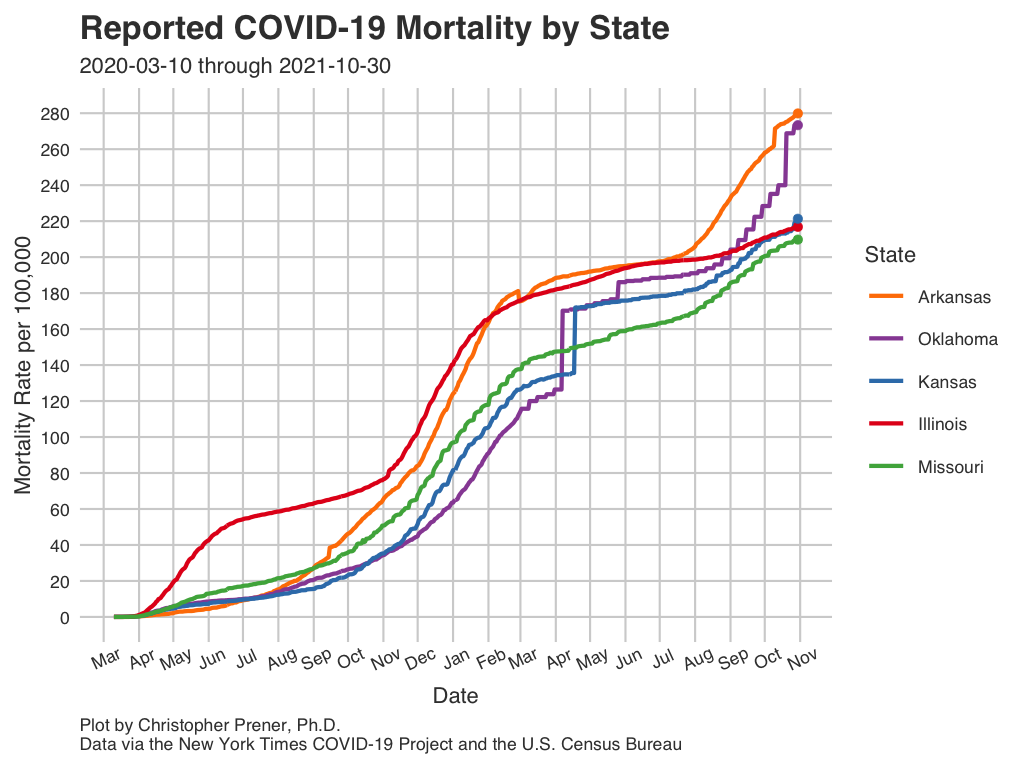 Reported COVID-19 Mortality by State
2020-03-10 through 2021-10-30
Mortality Rate per 100,000
280
260
240
220
200
180
160
140
120
100
80
60
40
20
0
Mar Apr May Jun Jul Aug Sep Oct Nov Dec Jan Feb Mar Apr May Jun Jul Aug Sep Oct Nov
Date
State
Arkansas
Oklahoma
Kansas
Illinois
Missouri
Plot by Christopher Prener, Ph.D.
Data via the New York Times COVID-19 Project and the U.S. Census Bureau